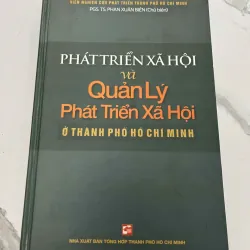 VIỆN NGHIÊN CỨU PHÁT TRIỂN THÀNH PHỐ HỒ CHÍ MINH
PGS. TS. PHAN XUÂN BIÊN (Chủ biên)
PHÁT TRIỂN XÃ HỘI
và
Quản Lý
Phát Triển Xã Hội
Ở THÀNH PHỐ HỒ CHÍ MINH
NHÀ XUẤT BẢN TỔNG HỢP THÀNH PHỐ HỒ CHÍ MINH